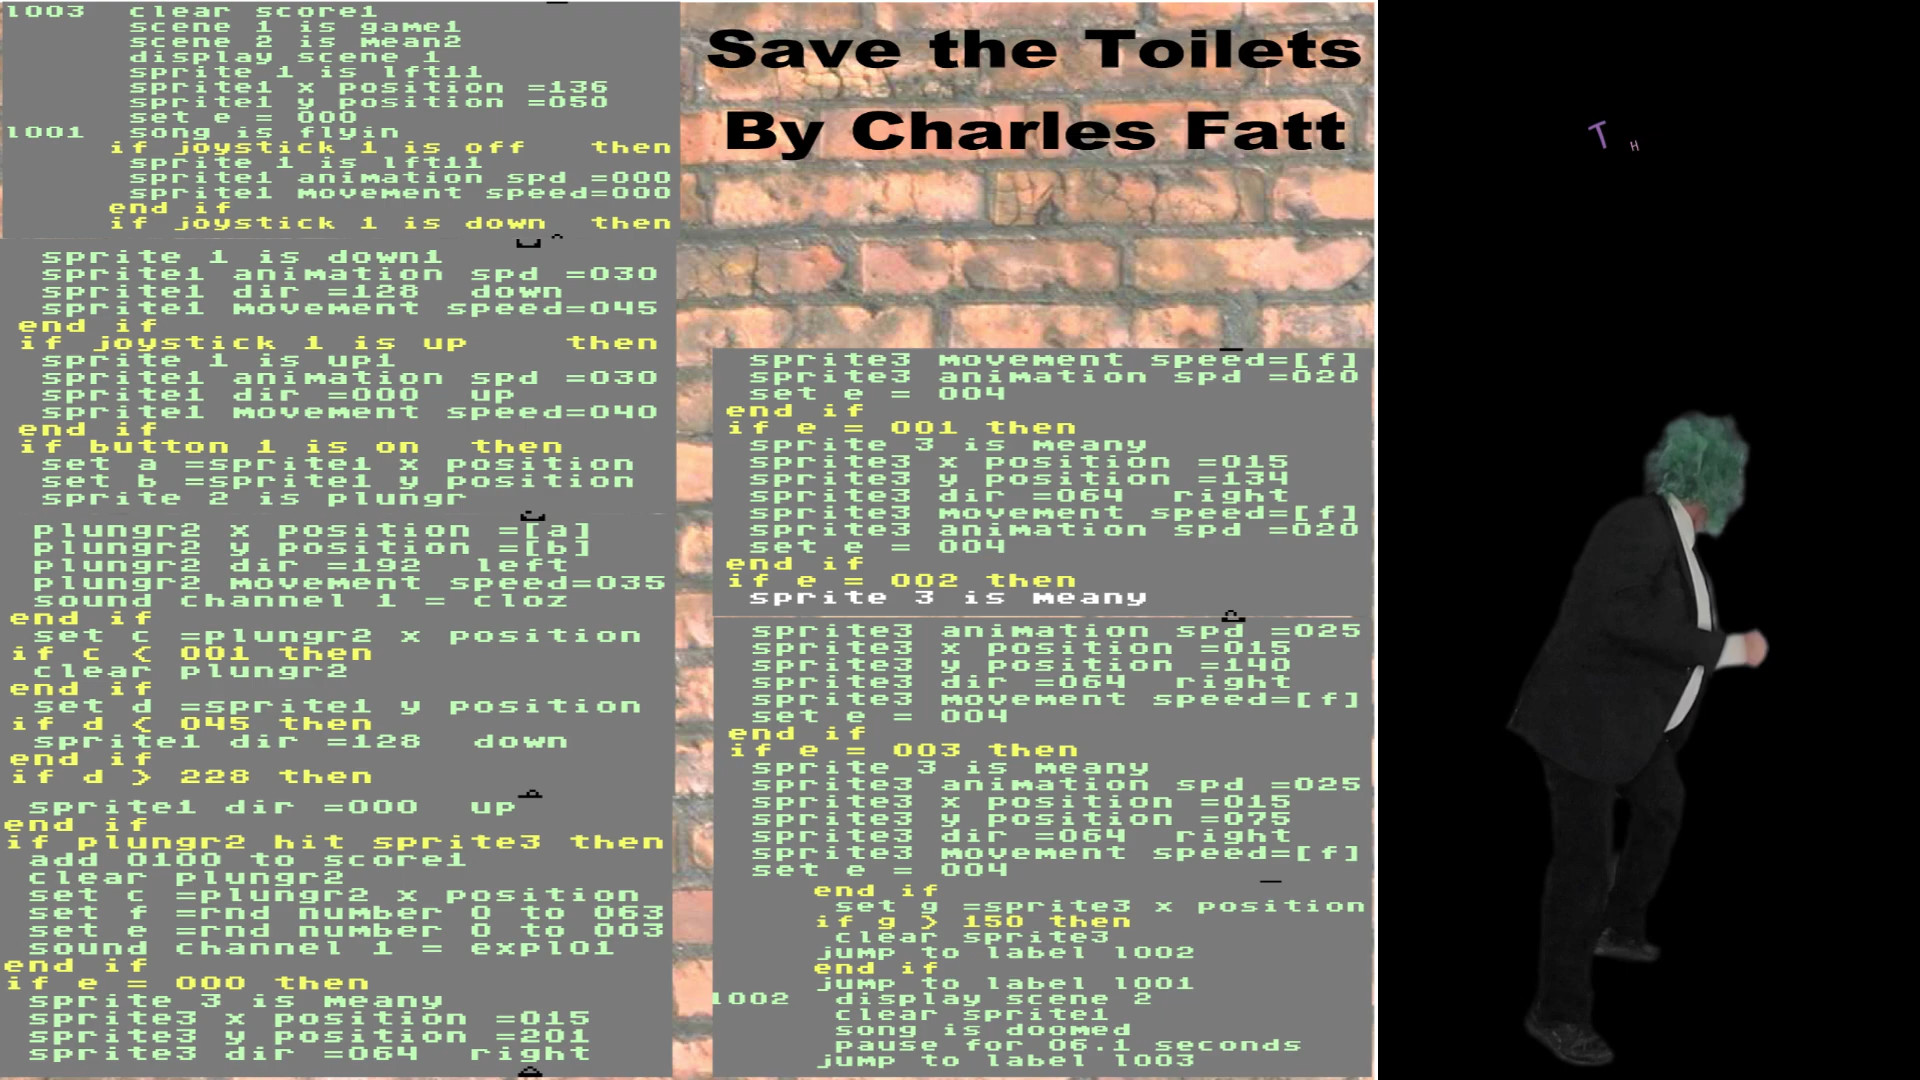 l003 clear score1
scene 1 is game1
scene 2 is mean2
display scene 1
sprite 1 is lft11
sprite1 x position =136
sprite1 y position =050
set e = 000
l001 song is flyin
if joystick 1 is off then
sprite 1 is lft11
sprite1 animation spd =000
sprite1 movement speed=000
end if
if joystick 1 is down then
sprite 1 is down1
sprite1 animation spd =030
sprite1 dir =128 down
sprite1 movement speed=045
end if
if joystick 1 is up then
sprite 1 is up1
sprite1 animation spd =030
sprite1 dir =000 up
sprite1 movement speed=040
end if
if button 1 is on then
set a =sprite1 x position
set b =sprite1 y position
sprite 2 is plungr
plungr2 x position =[a]
plungr2 y position =[b]
plungr2 dir =192 left
plungr2 movement speed=035
sound channel 1 = cloz
end if
set c =plungr2 x position
if c < 001 then
clear plungr2
end if
set d =sprite1 y position
if d < 045 then
sprite1 dir =128 down
end if
if d > 228 then
sprite1 dir =000 up
end if
if plungr2 hit sprite3 then
add 0100 to score1
clear plungr2
set c =plungr2 x position
set f =rnd number 0 to 063
set e =rnd number 0 to 003
sound channel 1 = explo1
end if
if e = 000 then
sprite 3 is meany
sprite3 x position =015
sprite3 y position =201
sprite3 dir =064 right
Save the Toilets
By Charles Fatt
sprite3 movement speed=[f]
sprite3 animation spd =020
set e = 004
end if
if e = 001 then
sprite 3 is meany
sprite3 x position =015
sprite3 y position =134
sprite3 dir =064 right
sprite3 movement speed=[f]
sprite3 animation spd =020
set e = 004
end if
if e = 002 then
sprite 3 is meany
sprite3 animation spd =025
sprite3 x position =015
sprite3 y position =140
sprite3 dir =064 right
sprite3 movement speed=[f]
set e = 004
end if
if e = 003 then
sprite 3 is meany
sprite3 animation spd =025
sprite3 x position =015
sprite3 y position =075
sprite3 dir =064 right
sprite3 movement speed=[f]
set e = 004
end if
set g =sprite3 x position
if g > 150 then
clear sprite3
jump to label l002
end if
jump to label l001
l002 display scene 2
clear sprite1
song is doomed
pause for 06.1 seconds
jump to label l003
T H